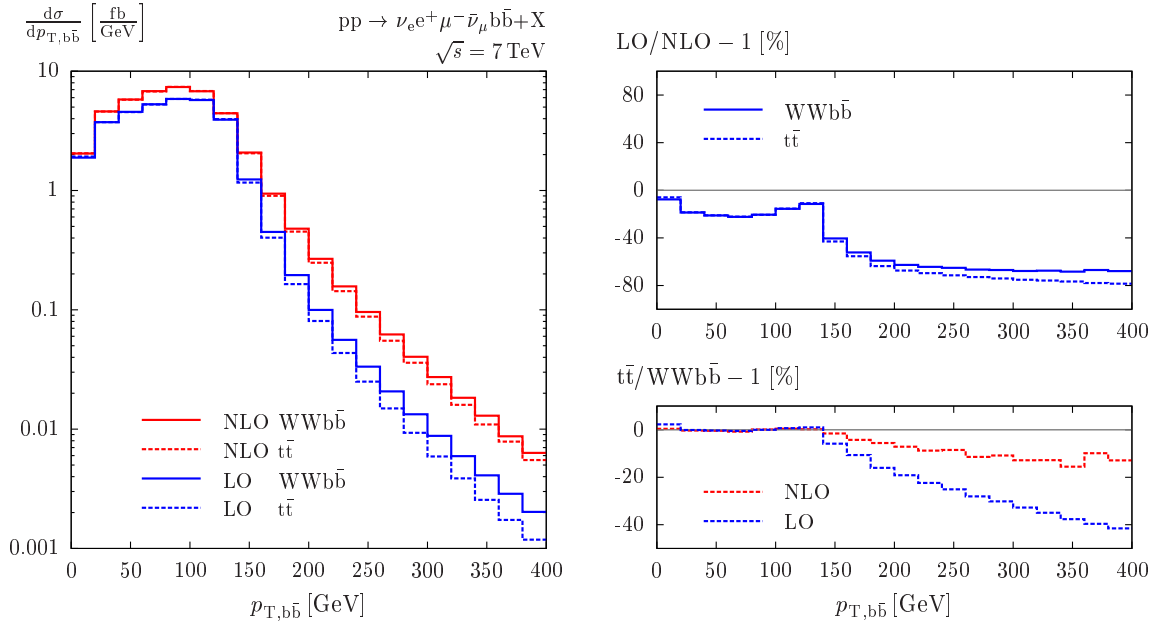 dσ/dp_T,bb̄ [fb/GeV]
pp → ν_e e⁺ μ⁻ ν̄_μ bb̄+X
√s = 7 TeV
10
1
0.1
0.01
0.001
NLO WWbb̄
NLO tt̄
LO WWbb̄
LO tt̄
0 50 100 150 200 250 300 350 400
p_T,bb̄ [GeV]
LO/NLO − 1 [%]
80
40
0
-40
-80
WWbb̄
tt̄
0 50 100 150 200 250 300 350 400
tt̄/WWbb̄ − 1 [%]
0
-20
-40
NLO
LO
0 50 100 150 200 250 300 350 400
p_T,bb̄ [GeV]